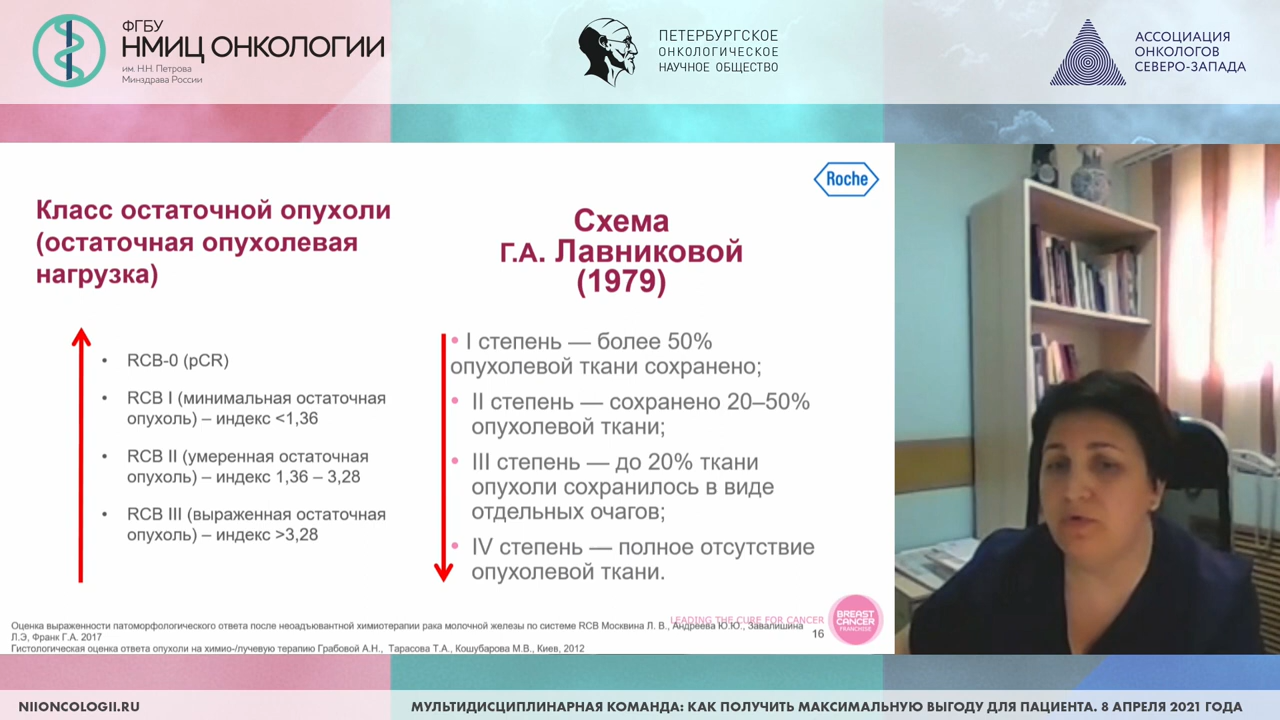 ФГБУ
НМИЦ ОНКОЛОГИИ
им. Н.Н. Петрова
Минздрава России
ПЕТЕРБУРГСКОЕ
ОНКОЛОГИЧЕСКОЕ
НАУЧНОЕ ОБЩЕСТВО
АССОЦИАЦИЯ
ОНКОЛОГОВ
СЕВЕРО-ЗАПАДА
Roche
Класс остаточной опухоли
(остаточная опухолевая
нагрузка)
• RCB-0 (pCR)
• RCB I (минимальная остаточная
опухоль) – индекс <1,36
• RCB II (умеренная остаточная
опухоль) – индекс 1,36 – 3,28
• RCB III (выраженная остаточная
опухоль) – индекс >3,28
Схема
Г.А. Лавниковой
(1979)
• I степень — более 50%
опухолевой ткани сохранено;
• II степень — сохранено 20–50%
опухолевой ткани;
• III степень — до 20% ткани
опухоли сохранилось в виде
отдельных очагов;
• IV степень — полное отсутствие
опухолевой ткани.
LEADING THE CURE FOR CANCER
BREAST
CANCER
FRANCHISE
16
Оценка выраженности патоморфологического ответа после неоадъювантной химиотерапии рака молочной железы по системе RCB Москвина Л. В., Андреева Ю.Ю., Завалишина
Л.Э, Франк Г.А. 2017
Гистологическая оценка ответа опухоли на химио-/лучевую терапию Грабовой А.Н., Тарасова Т.А., Кошубарова М.В., Киев, 2012
NIIONCOLOGII.RU
МУЛЬТИДИСЦИПЛИНАРНАЯ КОМАНДА: КАК ПОЛУЧИТЬ МАКСИМАЛЬНУЮ ВЫГОДУ ДЛЯ ПАЦИЕНТА. 8 АПРЕЛЯ 2021 ГОДА